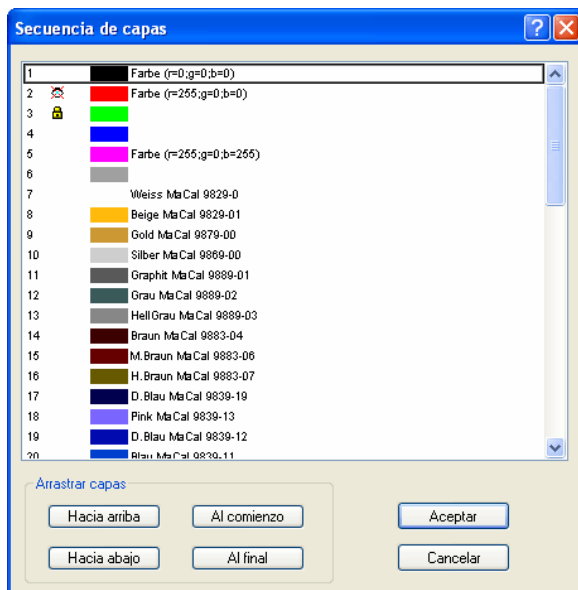 Secuencia de capas
1 Farbe (r=0;g=0;b=0)
2 Farbe (r=255;g=0;b=0)
3
4
5 Farbe (r=255;g=0;b=255)
6
7 Weiss MaCal 9829-0
8 Beige MaCal 9829-01
9 Gold MaCal 9879-00
10 Silber MaCal 9869-00
11 Graphit MaCal 9889-01
12 Grau MaCal 9889-02
13 HellGrau MaCal 9889-03
14 Braun MaCal 9883-04
15 M.Braun MaCal 9883-06
16 H.Braun MaCal 9883-07
17 D.Blau MaCal 9839-19
18 Pink MaCal 9839-13
19 D.Blau MaCal 9839-12
20 Blau MaCal 9839-11
Arrastrar capas
Hacia arriba Al comienzo Aceptar
Hacia abajo Al final Cancelar